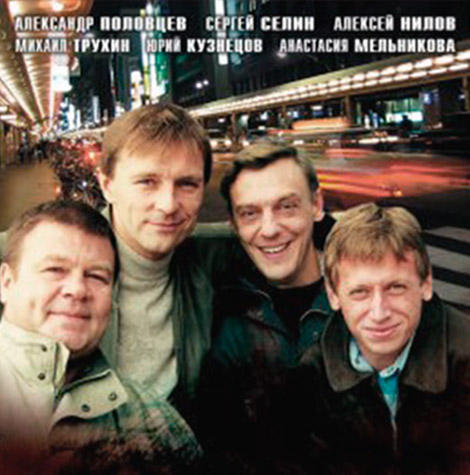 АЛЕКСАНДР ПОЛОВЦЕВ СЕРГЕЙ СЕЛИН АЛЕКСЕЙ НИЛОВ
МИХАИЛ ТРУХИН ЮРИЙ КУЗНЕЦОВ АНАСТАСИЯ МЕЛЬНИКОВА